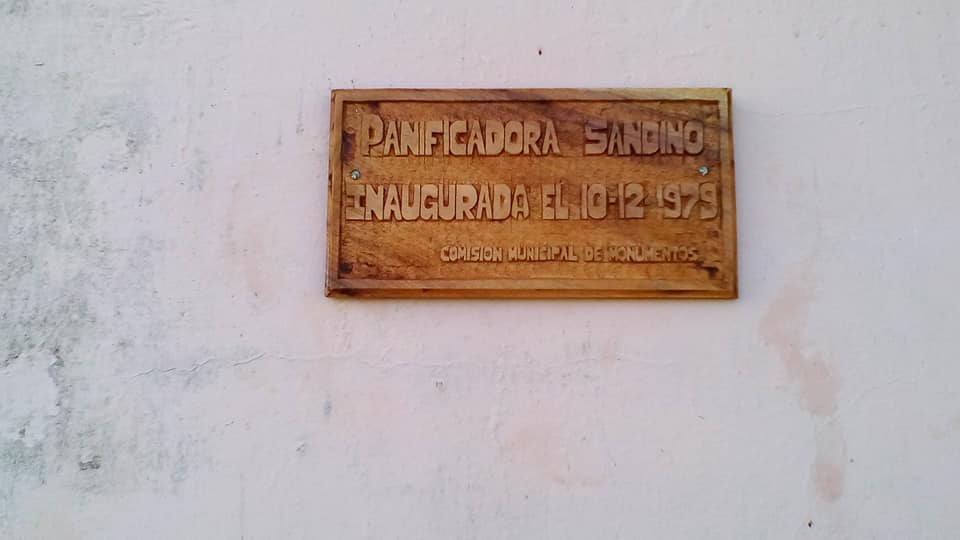 PANIFICADORA SANDINO
INAUGURADA EL 10-12 1979
COMISION MUNICIPAL DE MONUMENTOS